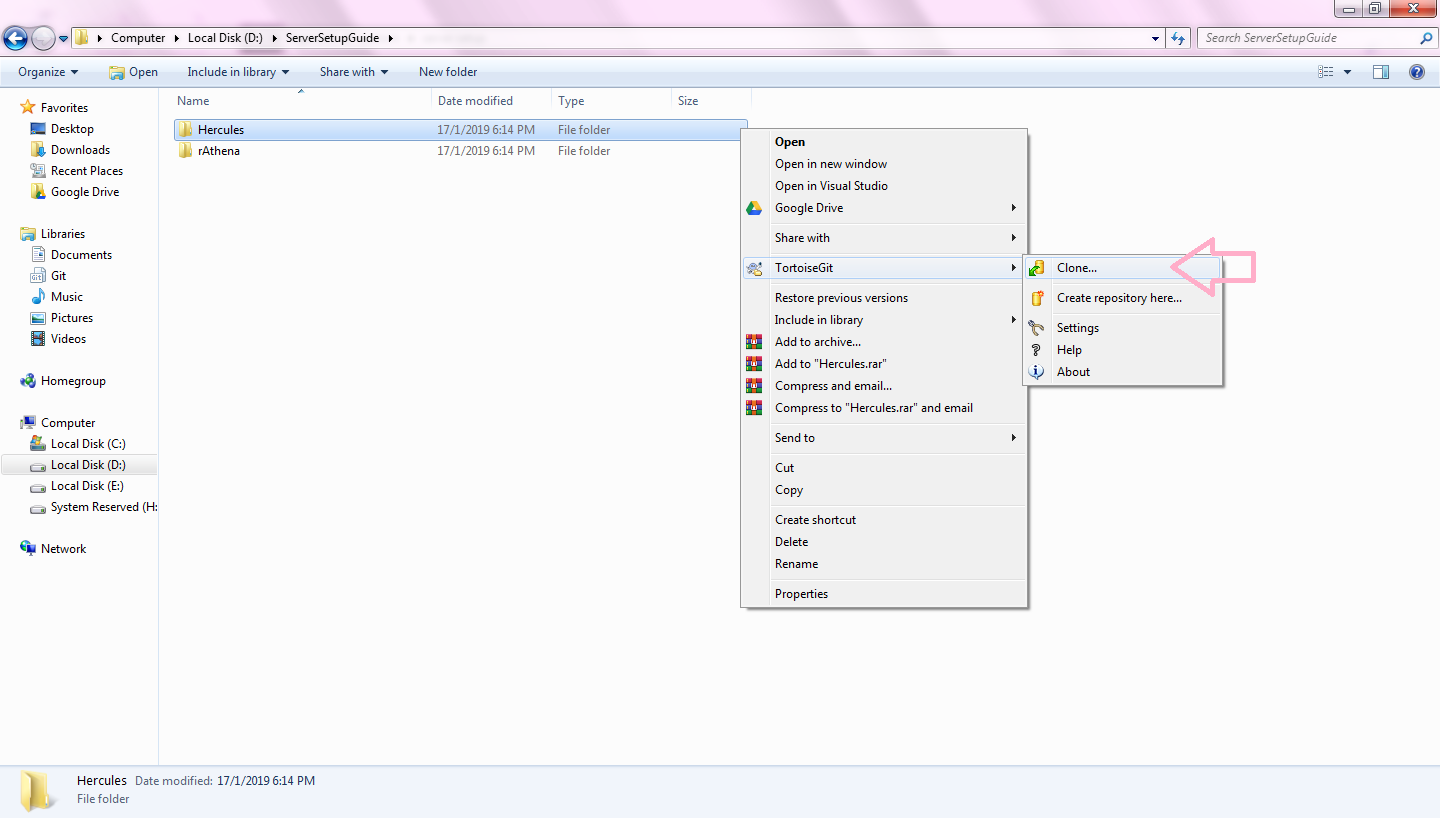 Computer Local Disk (D:) ServerSetupGuide
Search ServerSetupGuide
Organize Open Include in library Share with New folder
Name Date modified Type Size
Hercules 17/1/2019 6:14 PM File folder
rAthena 17/1/2019 6:14 PM File folder
Favorites
Desktop
Downloads
Recent Places
Google Drive
Libraries
Documents
Git
Music
Pictures
Videos
Homegroup
Computer
Local Disk (C:)
Local Disk (D:)
Local Disk (E:)
System Reserved (H:
Network
Open
Open in new window
Open in Visual Studio
Google Drive
Share with
TortoiseGit
Restore previous versions
Include in library
Add to archive...
Add to "Hercules.rar"
Compress and email...
Compress to "Hercules.rar" and email
Send to
Cut
Copy
Create shortcut
Delete
Rename
Properties
Clone...
Create repository here...
Settings
Help
About
Hercules Date modified: 17/1/2019 6:14 PM
File folder